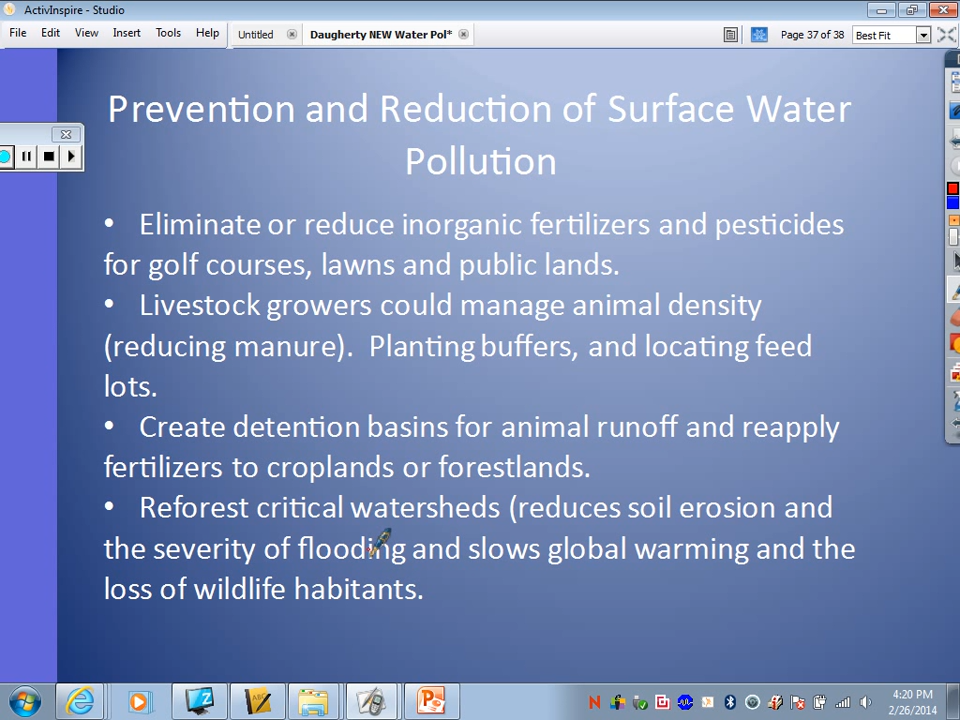 ActivInspire - Studio
File Edit View Insert Tools Help Untitled Daugherty NEW Water Pol* Page 37 of 38 Best Fit
Prevention and Reduction of Surface Water
Pollution
• Eliminate or reduce inorganic fertilizers and pesticides
for golf courses, lawns and public lands.
• Livestock growers could manage animal density
(reducing manure). Planting buffers, and locating feed
lots.
• Create detention basins for animal runoff and reapply
fertilizers to croplands or forestlands.
• Reforest critical watersheds (reduces soil erosion and
the severity of flooding and slows global warming and the
loss of wildlife habitants.
4:20 PM
2/26/2014